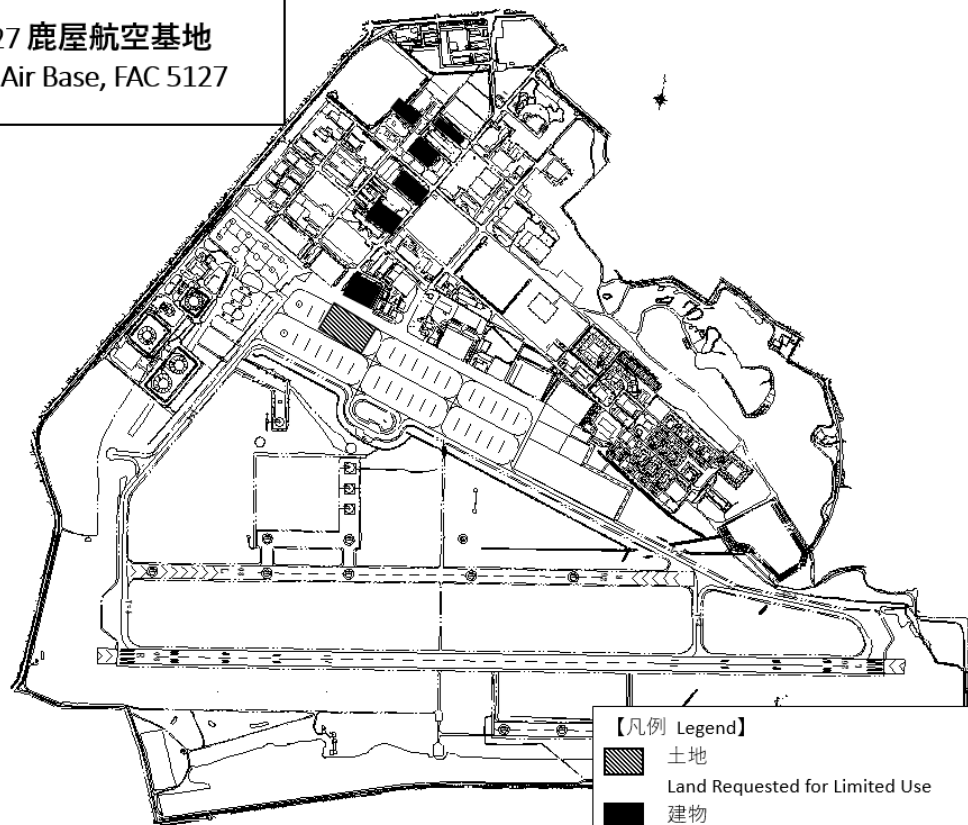 27 鹿屋航空基地
Air Base, FAC 5127
【凡例 Legend】
土地
Land Requested for Limited Use
建物